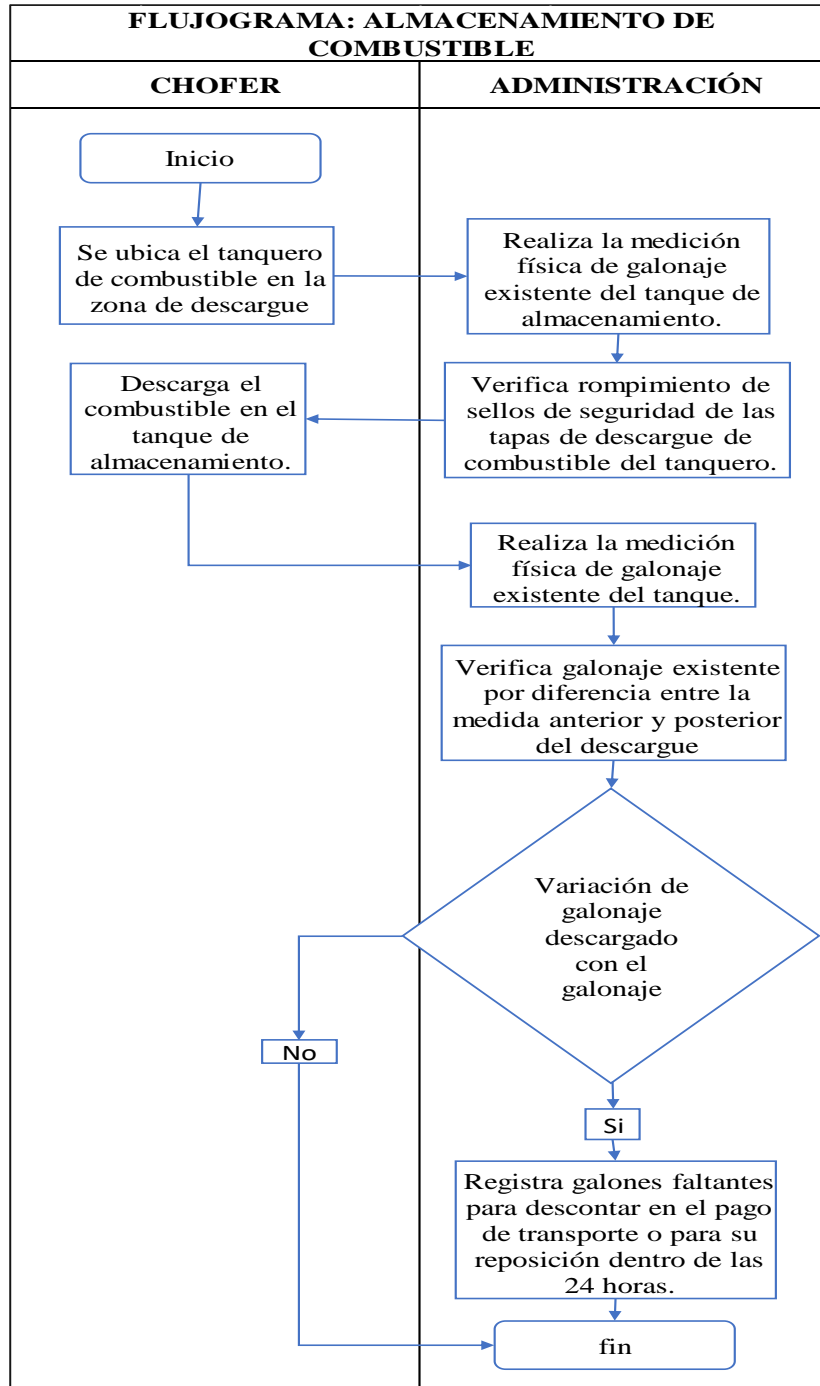 FLUJOGRAMA: ALMACENAMIENTO DE
COMBUSTIBLE
CHOFER
ADMINISTRACIÓN
Inicio
Se ubica el tanquero
de combustible en la
zona de descargue
Realiza la medición
física de galonaje
existente del tanque de
almacenamiento.
Verifica rompimiento de
sellos de seguridad de las
tapas de descargue de
combustible del tanquero.
Descarga el
combustible en el
tanque de
almacenamiento.
Realiza la medición
física de galonaje
existente del tanque.
Verifica galonaje existente
por diferencia entre la
medida anterior y posterior
del descargue
Variación de
galonaje
descargado
con el
galonaje
No
Si
Registra galones faltantes
para descontar en el pago
de transporte o para su
reposición dentro de las
24 horas.
fin